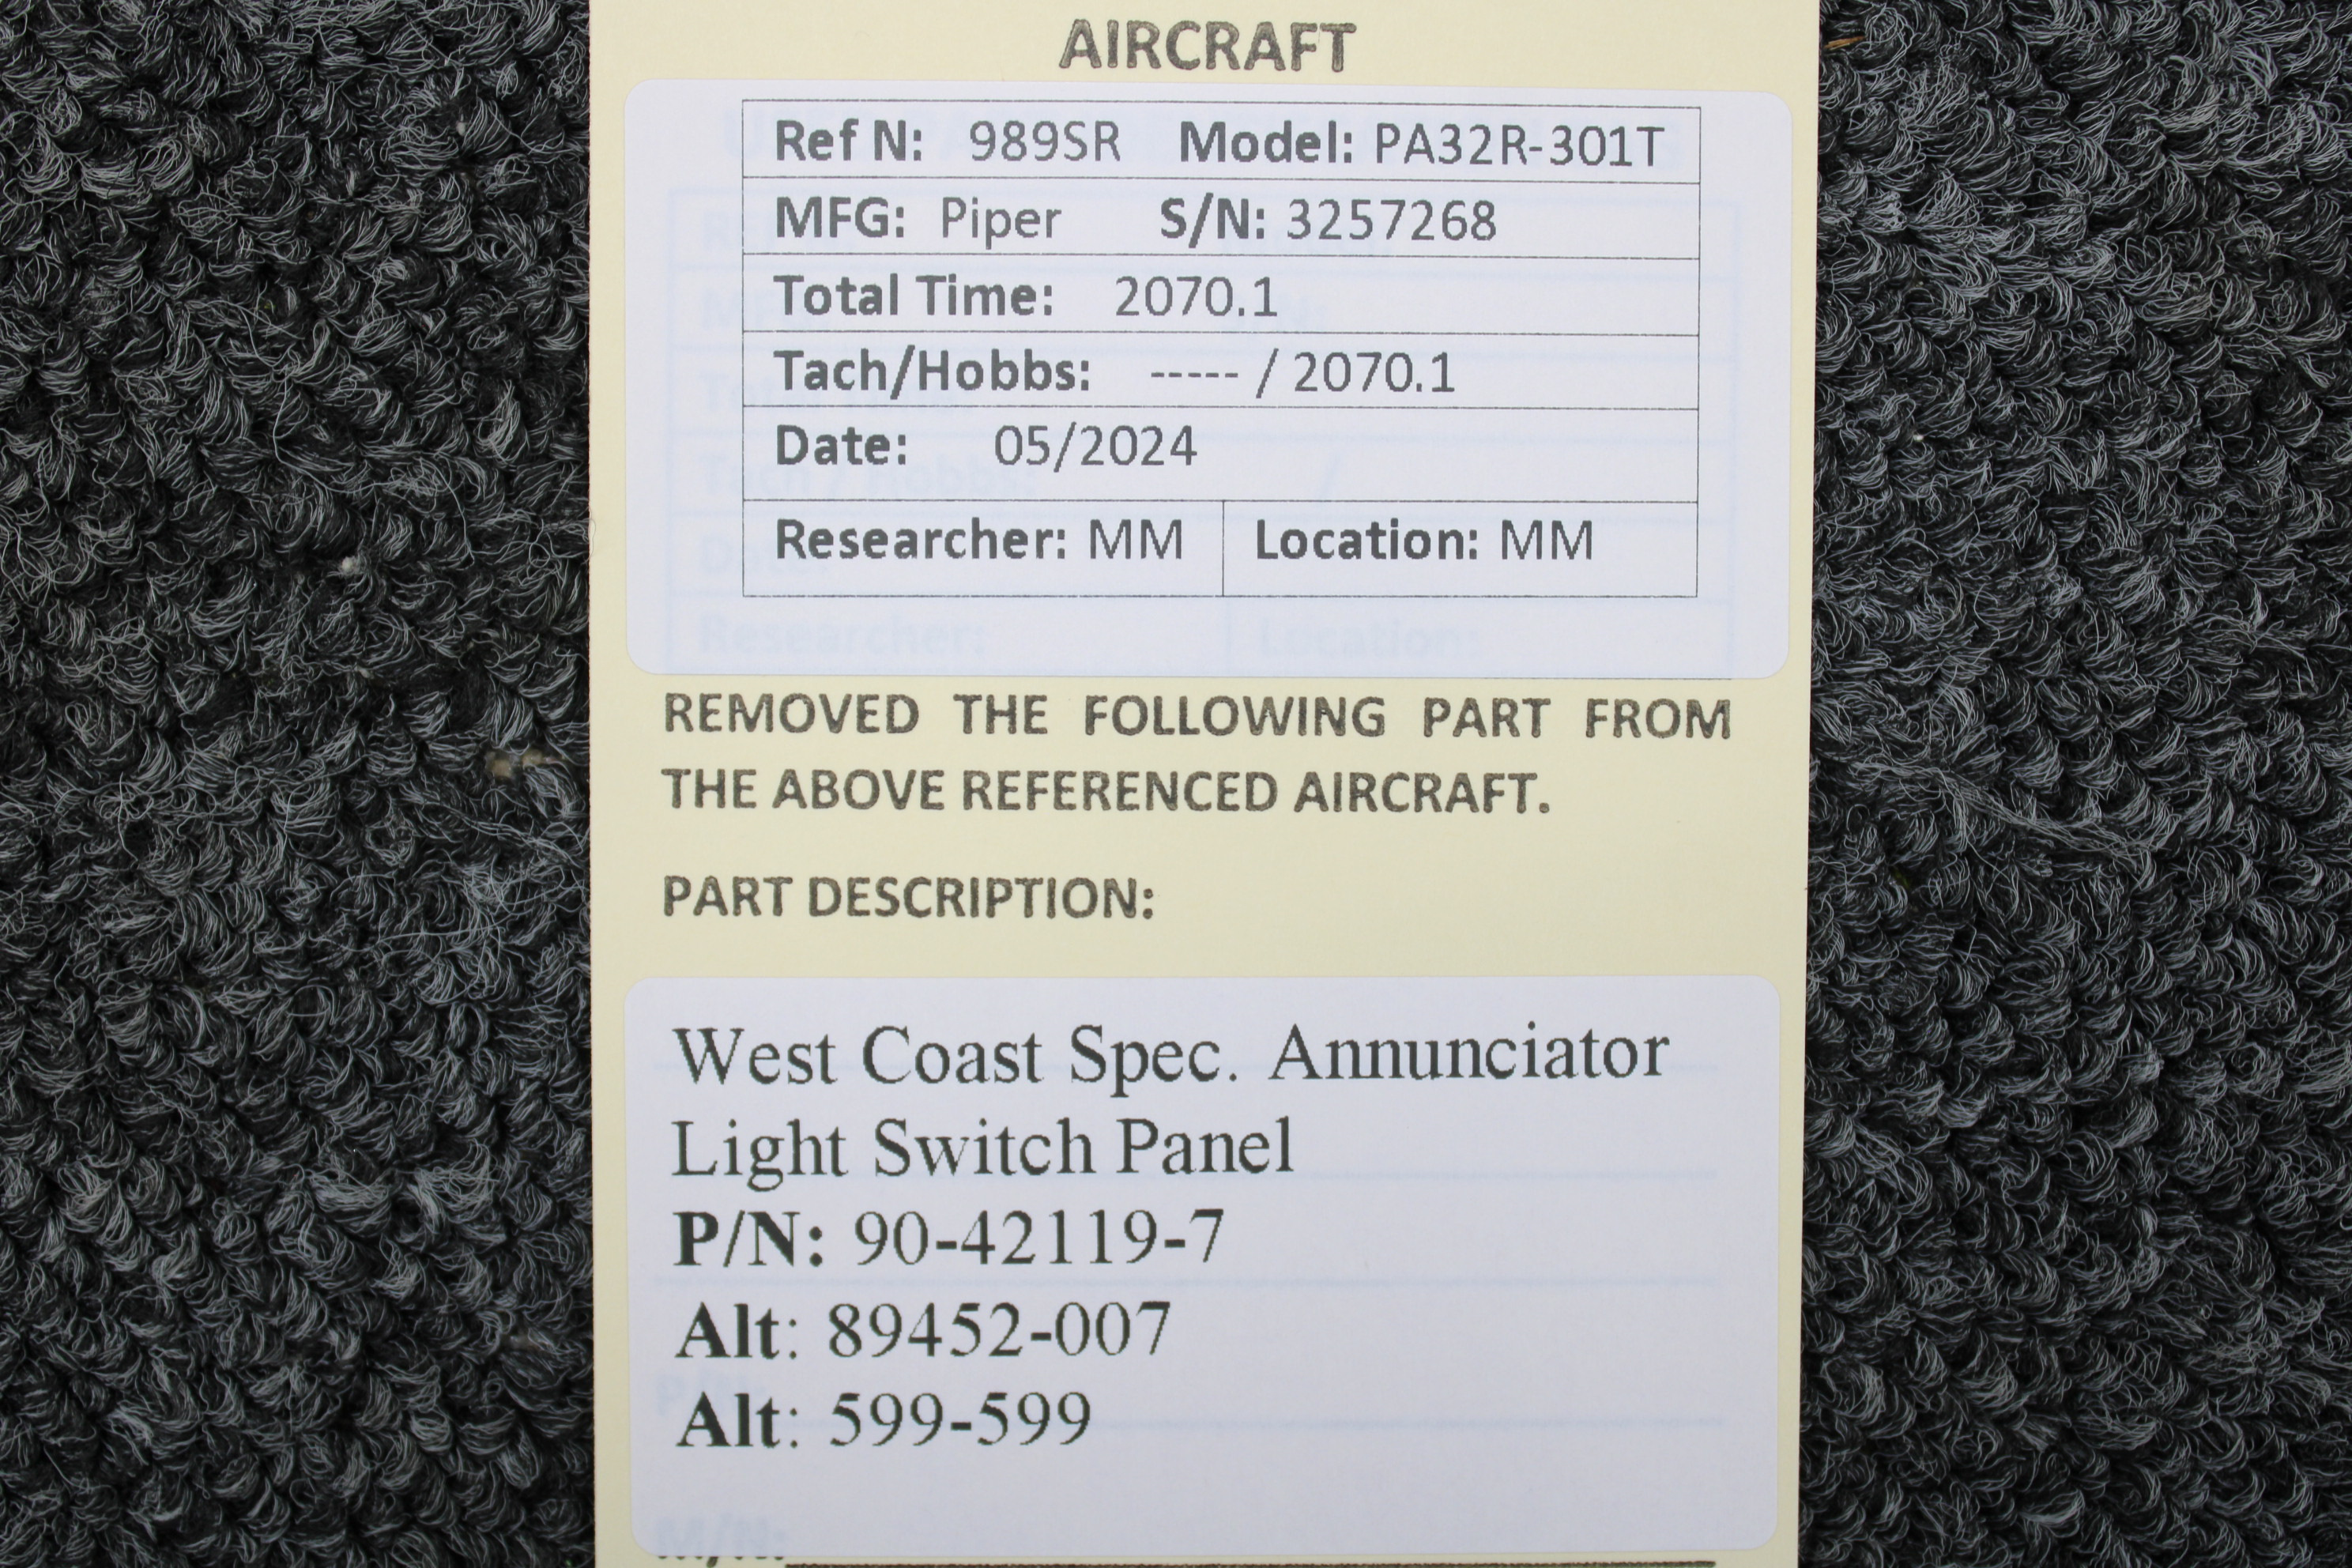 AIRCRAFT
Ref N: 989SR Model: PA32R-301T
MFG: Piper S/N: 3257268
Total Time: 2070.1
Tach/Hobbs: ----- / 2070.1
Date: 05/2024
Researcher: MM Location: MM
REMOVED THE FOLLOWING PART FROM
THE ABOVE REFERENCED AIRCRAFT.
PART DESCRIPTION:
West Coast Spec. Annunciator
Light Switch Panel
P/N: 90-42119-7
Alt: 89452-007
Alt: 599-599
M/N: